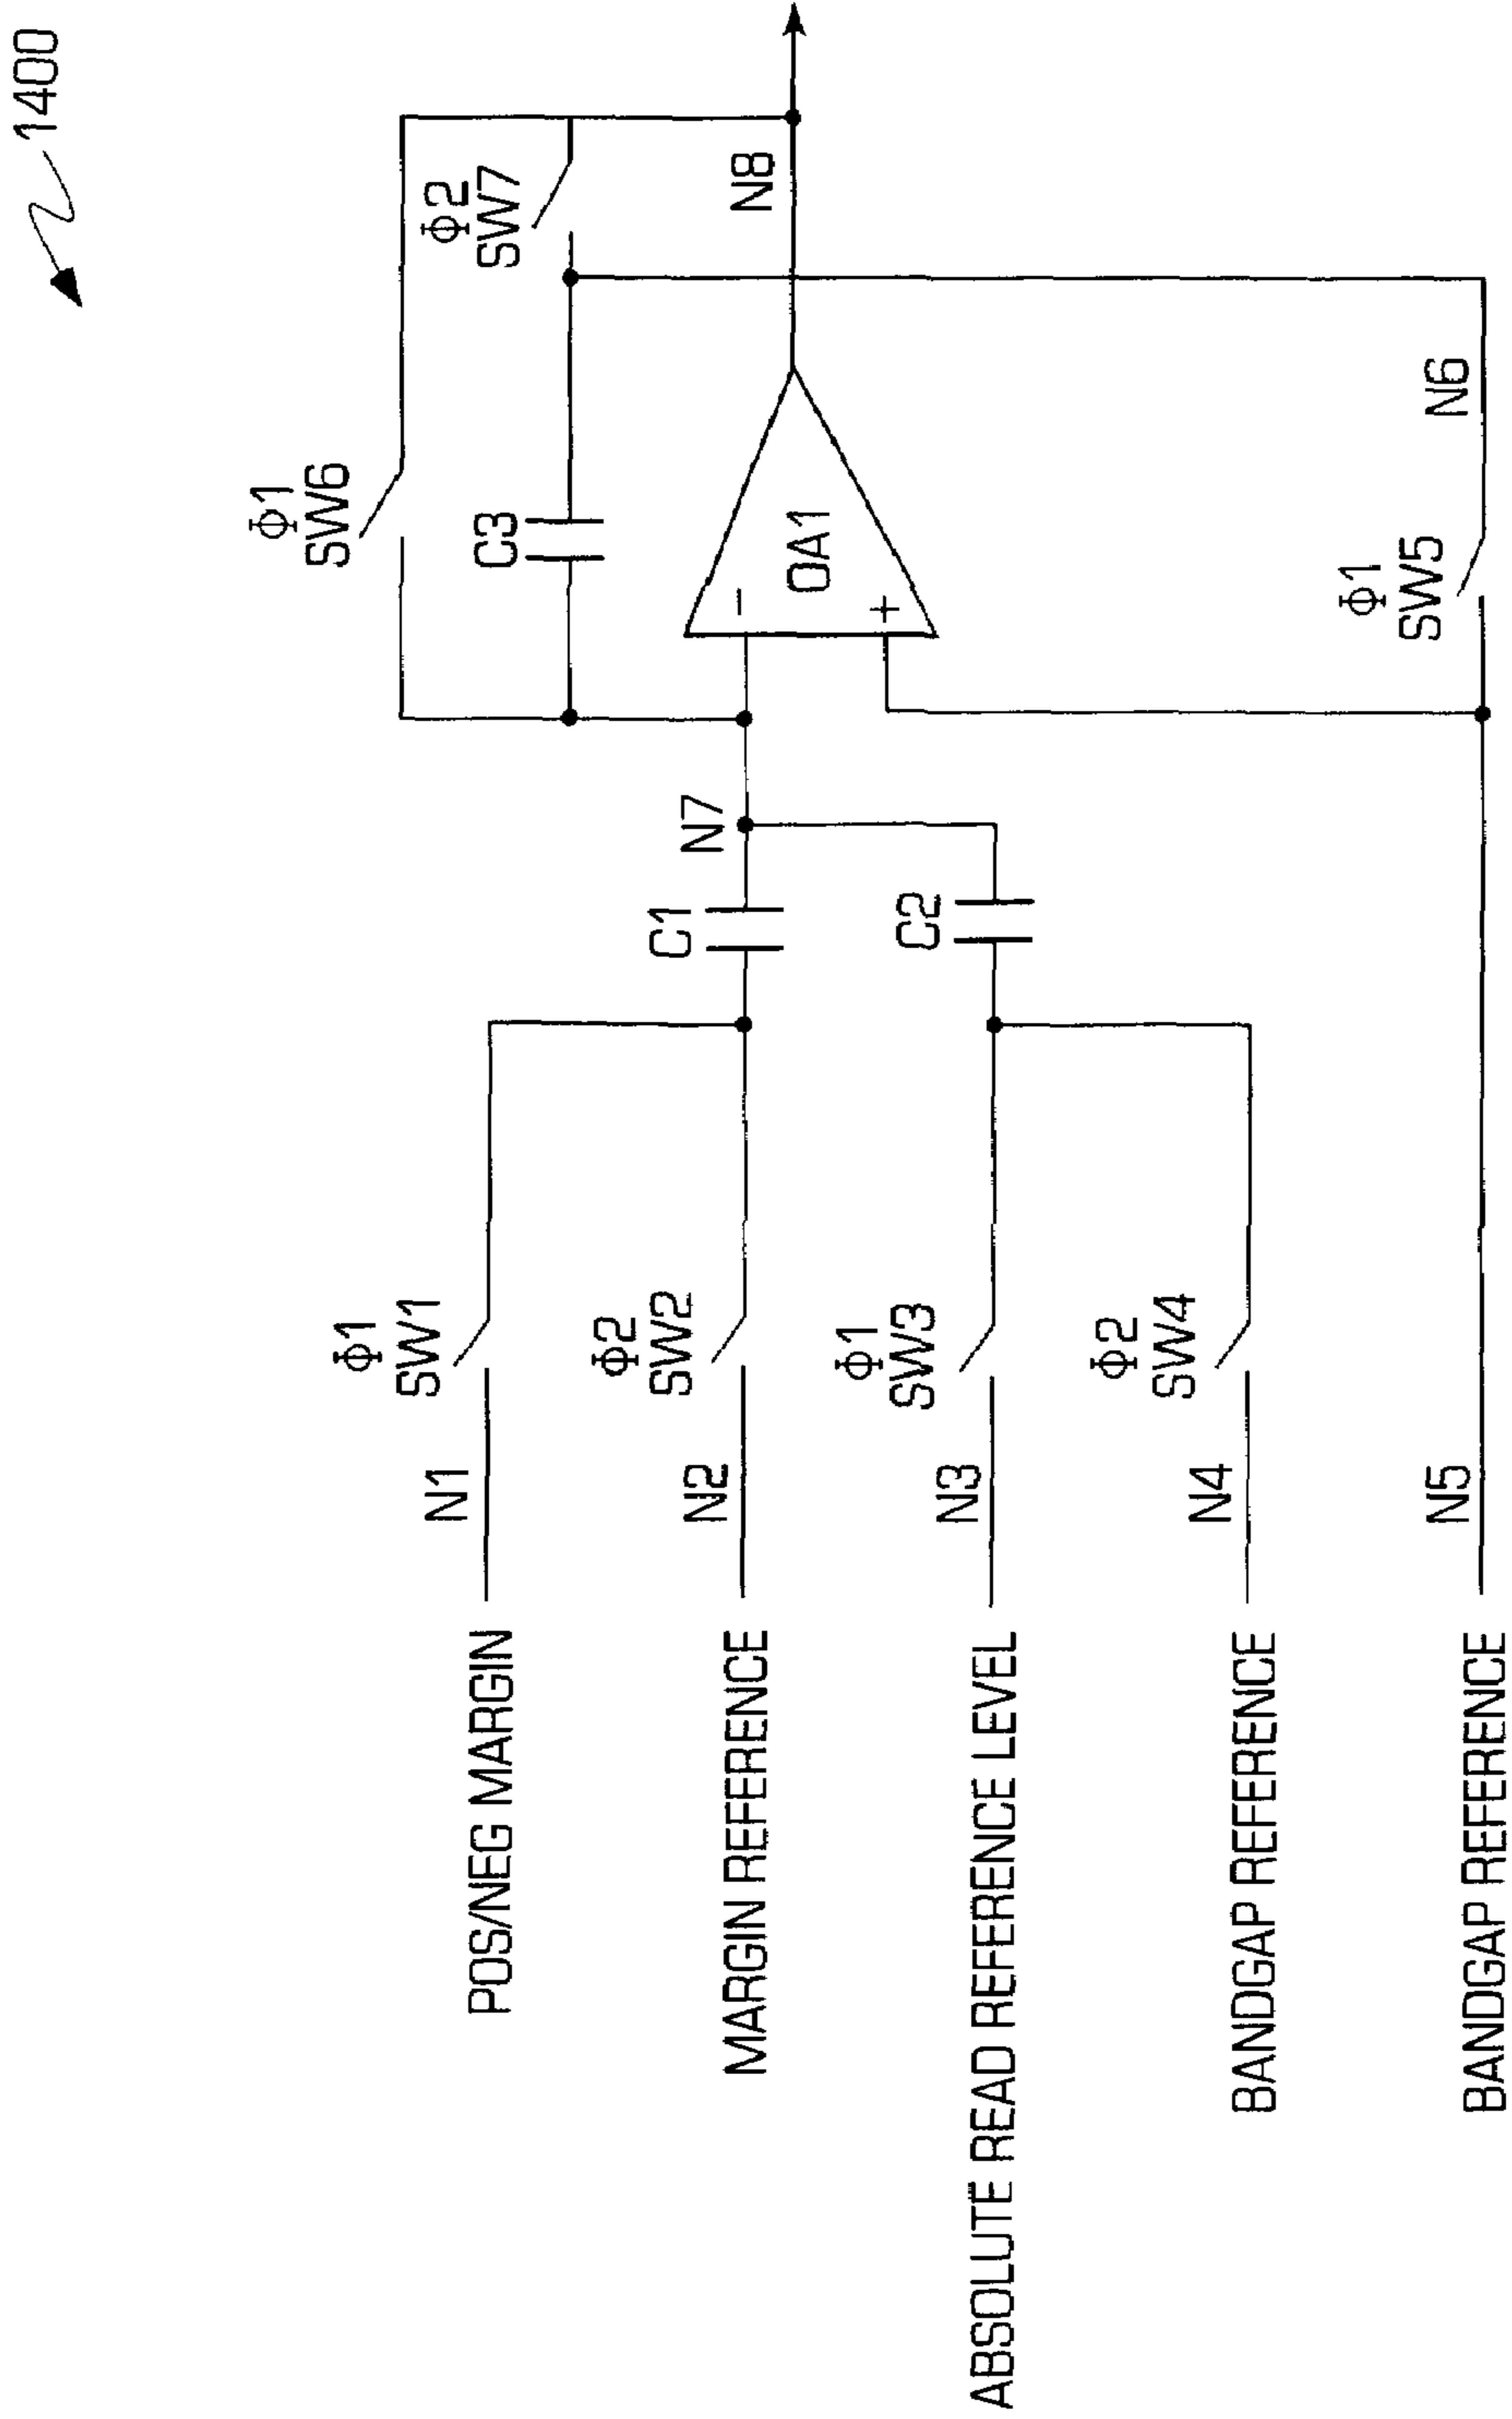 1400
Φ1
SW6
Φ2
SW7
C3
Φ1
SW1
N1
POS/NEG MARGIN
C1
N7
−
N8
Φ2
SW2
N2
MARGIN REFERENCE
OA1
+
Φ1
SW3
N3
ABSOLUTE READ REFERENCE LEVEL
C2
Φ2
SW4
N4
BANDGAP REFERENCE
Φ1
SW5
N6
N5
BANDGAP REFERENCE